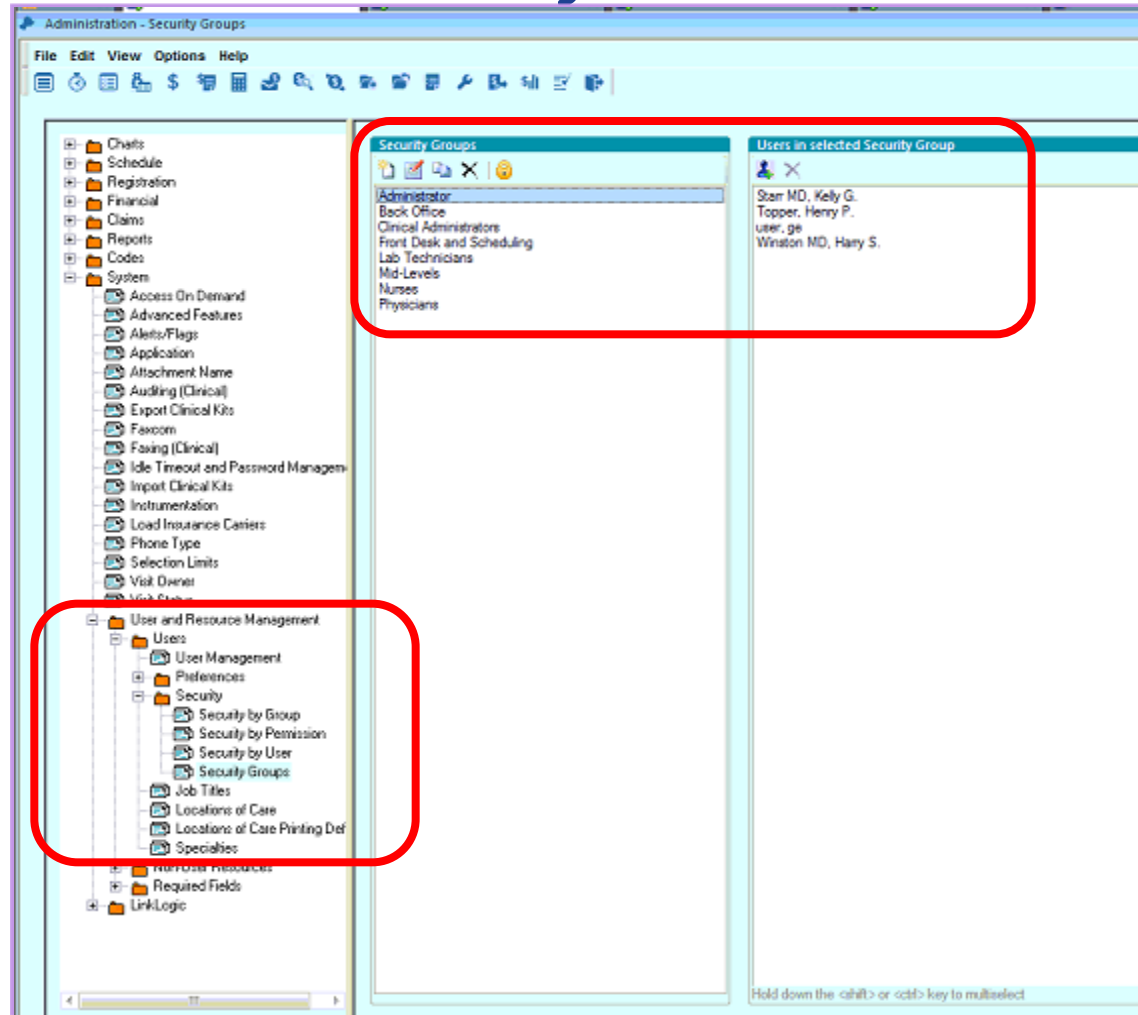 Administration - Security Groups
File Edit View Options Help
Charts
Schedule
Registration
Financial
Claims
Reports
Codes
System
Access On Demand
Advanced Features
Alerts/Flags
Application
Attachment Name
Auditing (Clinical)
Export Clinical Kits
Faxcom
Faxing (Clinical)
Idle Timeout and Password Managem
Import Clinical Kits
Instrumentation
Load Insurance Carriers
Phone Type
Selection Limits
Visit Owner
Visit Status
User and Resource Management
Users
User Management
Preferences
Security
Security by Group
Security by Permission
Security by User
Security Groups
Job Titles
Locations of Care
Locations of Care Printing Def
Specialties
Non-User Resources
Required Fields
LinkLogic
Security Groups
Administrator
Back Office
Clinical Administrators
Front Desk and Scheduling
Lab Technicians
Mid-Levels
Nurses
Physicians
Users in selected Security Group
Starr MD, Kelly G.
Topper, Henry P.
user, ge
Winston MD, Harry S.
Hold down the <shift> or <ctrl> key to multiselect